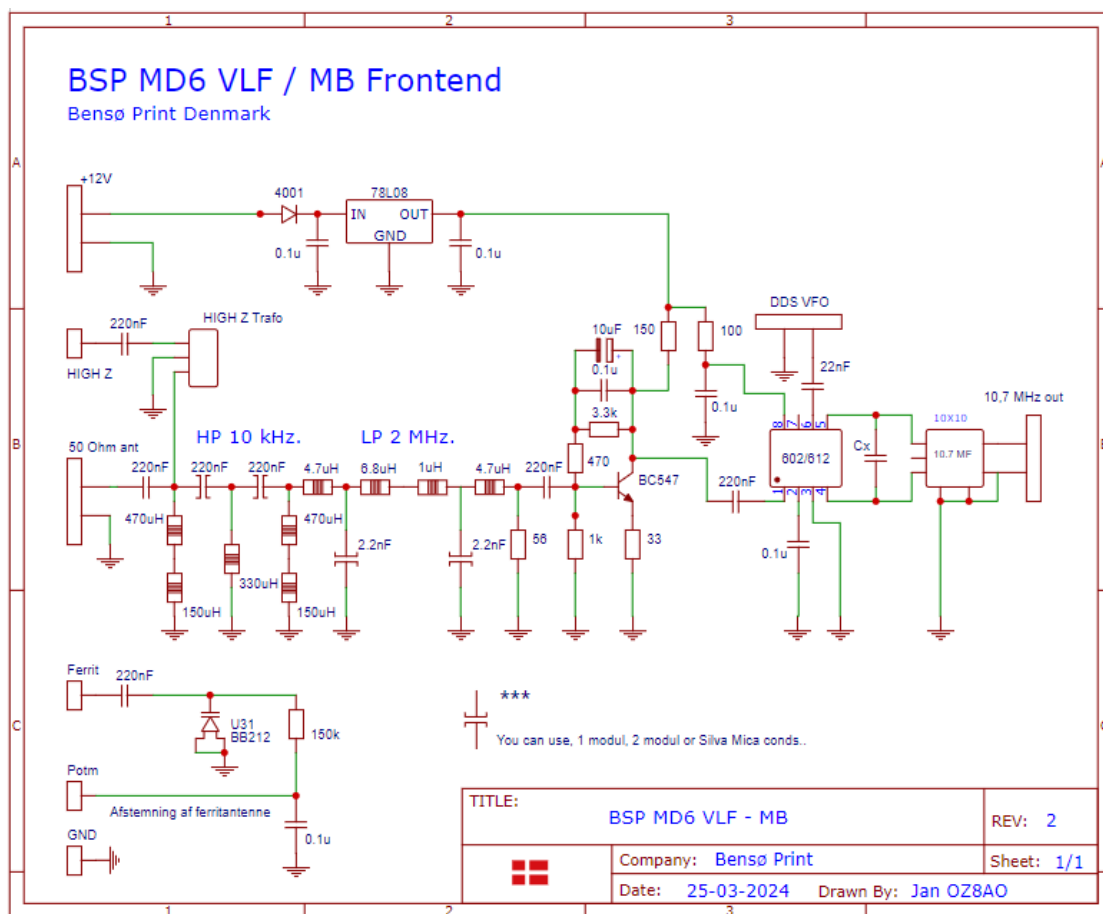 1 2 3
BSP MD6 VLF / MB Frontend
Bensø Print Denmark
A
+12V
4001
78L08
IN OUT
GND
0.1u
0.1u
HIGH Z Trafo
220nF
HIGH Z
10uF
+
150
100
DDS VFO
0.1u
22nF
0.1u
3.3k
10,7 MHz out
10X10
B
50 Ohm ant
HP 10 kHz.
LP 2 MHz.
470
8 7 6 5
Cx
602/612
10.7 MF
220nF
220nF
220nF
4.7uH
6.8uH
1uH
4.7uH
220nF
BC547
220nF
1 2 3 4
470uH
470uH
2.2nF
2.2nF
56
1k
33
0.1u
330uH
150uH
150uH
Ferrit
220nF
U31
BB212
150k
***
You can use, 1 modul, 2 modul or Silva Mica conds..
C
Potm
Afstemning af ferritantenne
GND
0.1u
TITLE:
BSP MD6 VLF - MB
REV: 2
Company: Bensø Print
Sheet: 1/1
Date: 25-03-2024 Drawn By: Jan OZ8AO
1 2 3